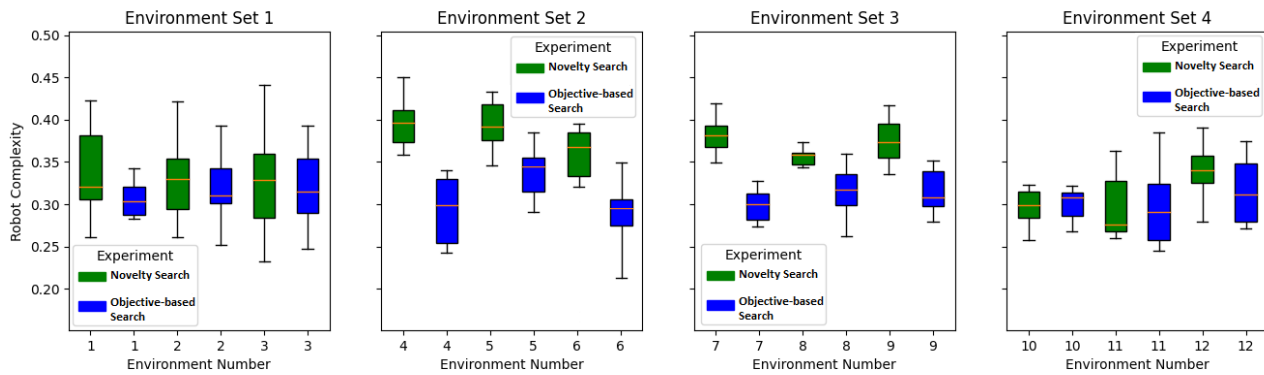 Environment Set 1
Environment Set 2
Environment Set 3
Environment Set 4
Robot Complexity
0.50
0.45
0.40
0.35
0.30
0.25
0.20
Experiment
Novelty Search
Objective-based
Search
1 1 2 2 3 3
Environment Number
Experiment
Novelty Search
Objective-based
Search
4 4 5 5 6 6
Environment Number
Experiment
Novelty Search
Objective-based
Search
7 7 8 8 9 9
Environment Number
Experiment
Novelty Search
Objective-based
Search
10 10 11 11 12 12
Environment Number